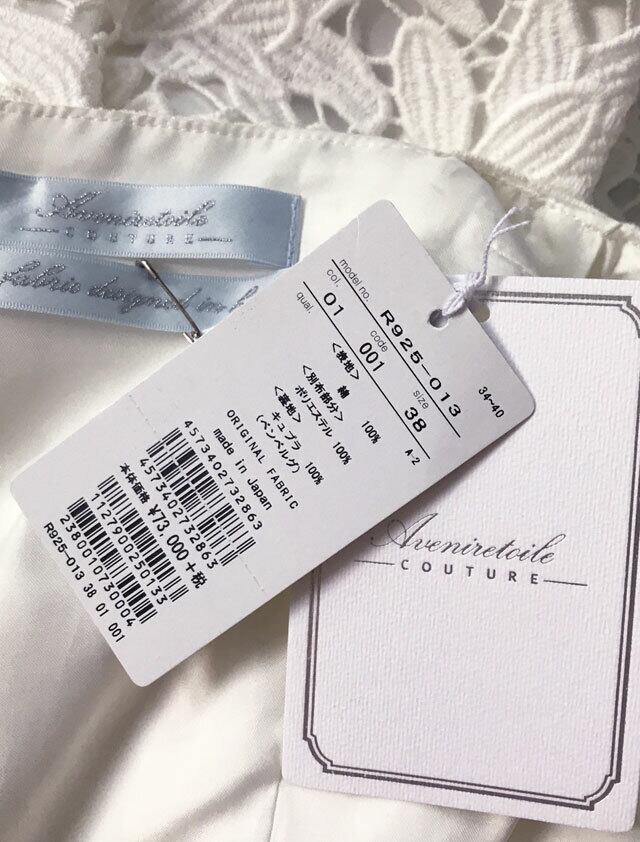 Aveniretoile
COUTURE
fabric designed in
model no. R925-013
col. code size
01 001 38
qual.
34~40
A-2
<表地>
綿 100%
<別布部分>
ポリエステル 100%
<裏地>
キュプラ 100%
(ベンベルグ)
ORIGINAL FABRIC
made in Japan
4573402732863
4573402732863
本体価格 ¥73,000+税
1127900250133
2380010730004
R925-013 38 01 001
Aveniretoile
COUTURE